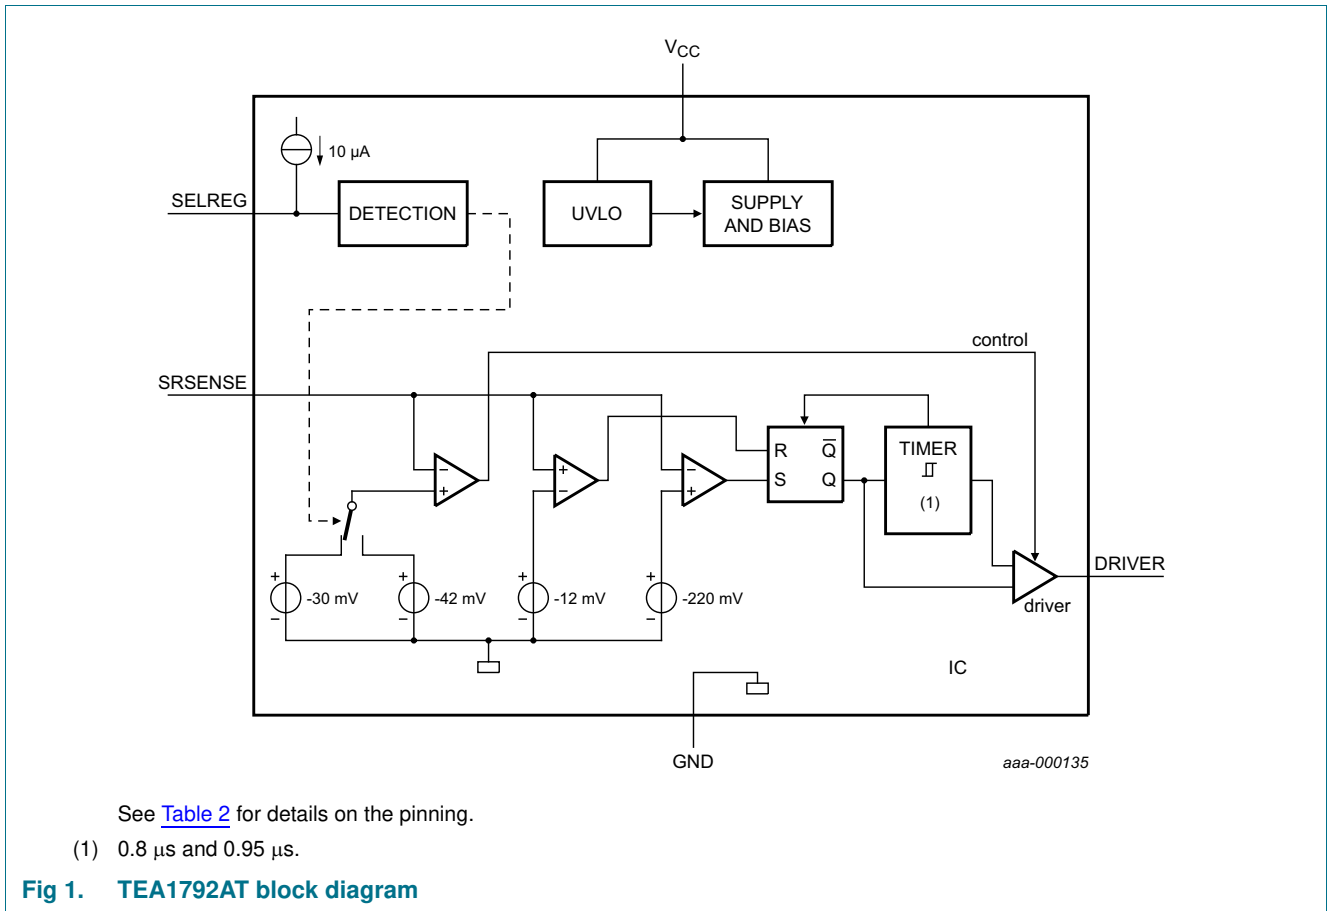 VCC
10 µA
SELREG
DETECTION
UVLO
SUPPLY
AND BIAS
control
SRSENSE
R
Q̅
S
Q
TIMER
(1)
−
+
+
−
−
+
+
-30 mV
−
+
-42 mV
−
+
-12 mV
−
+
-220 mV
−
DRIVER
driver
IC
GND
aaa-000135
See Table 2 for details on the pinning.
(1) 0.8 µs and 0.95 µs.
Fig 1. TEA1792AT block diagram